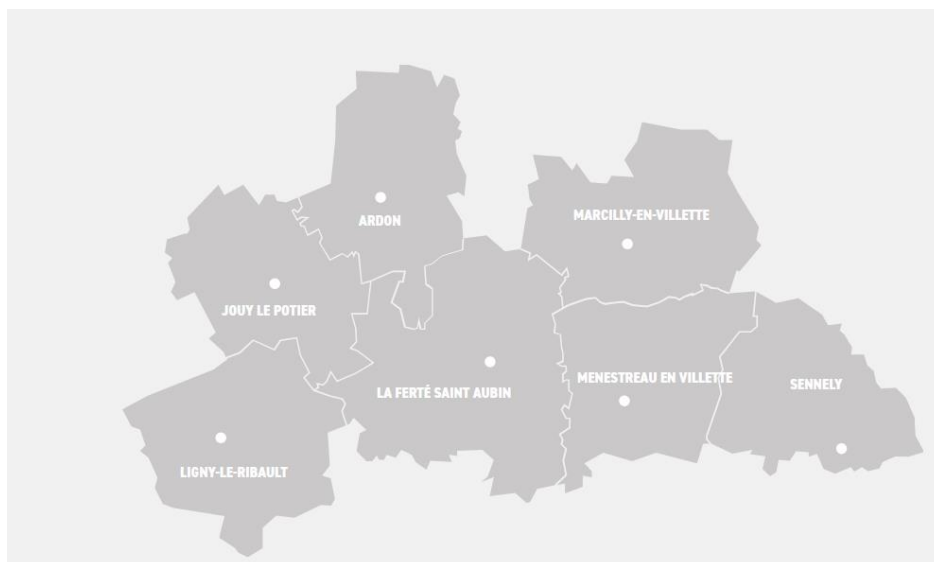 MARCILLY-EN-VILLETTE
ARDON
JOUY LE POTIER
MENESTREAU EN VILLETTE
SENNELY
LA FERTÉ SAINT AUBIN
LIGNY-LE-RIBAULT